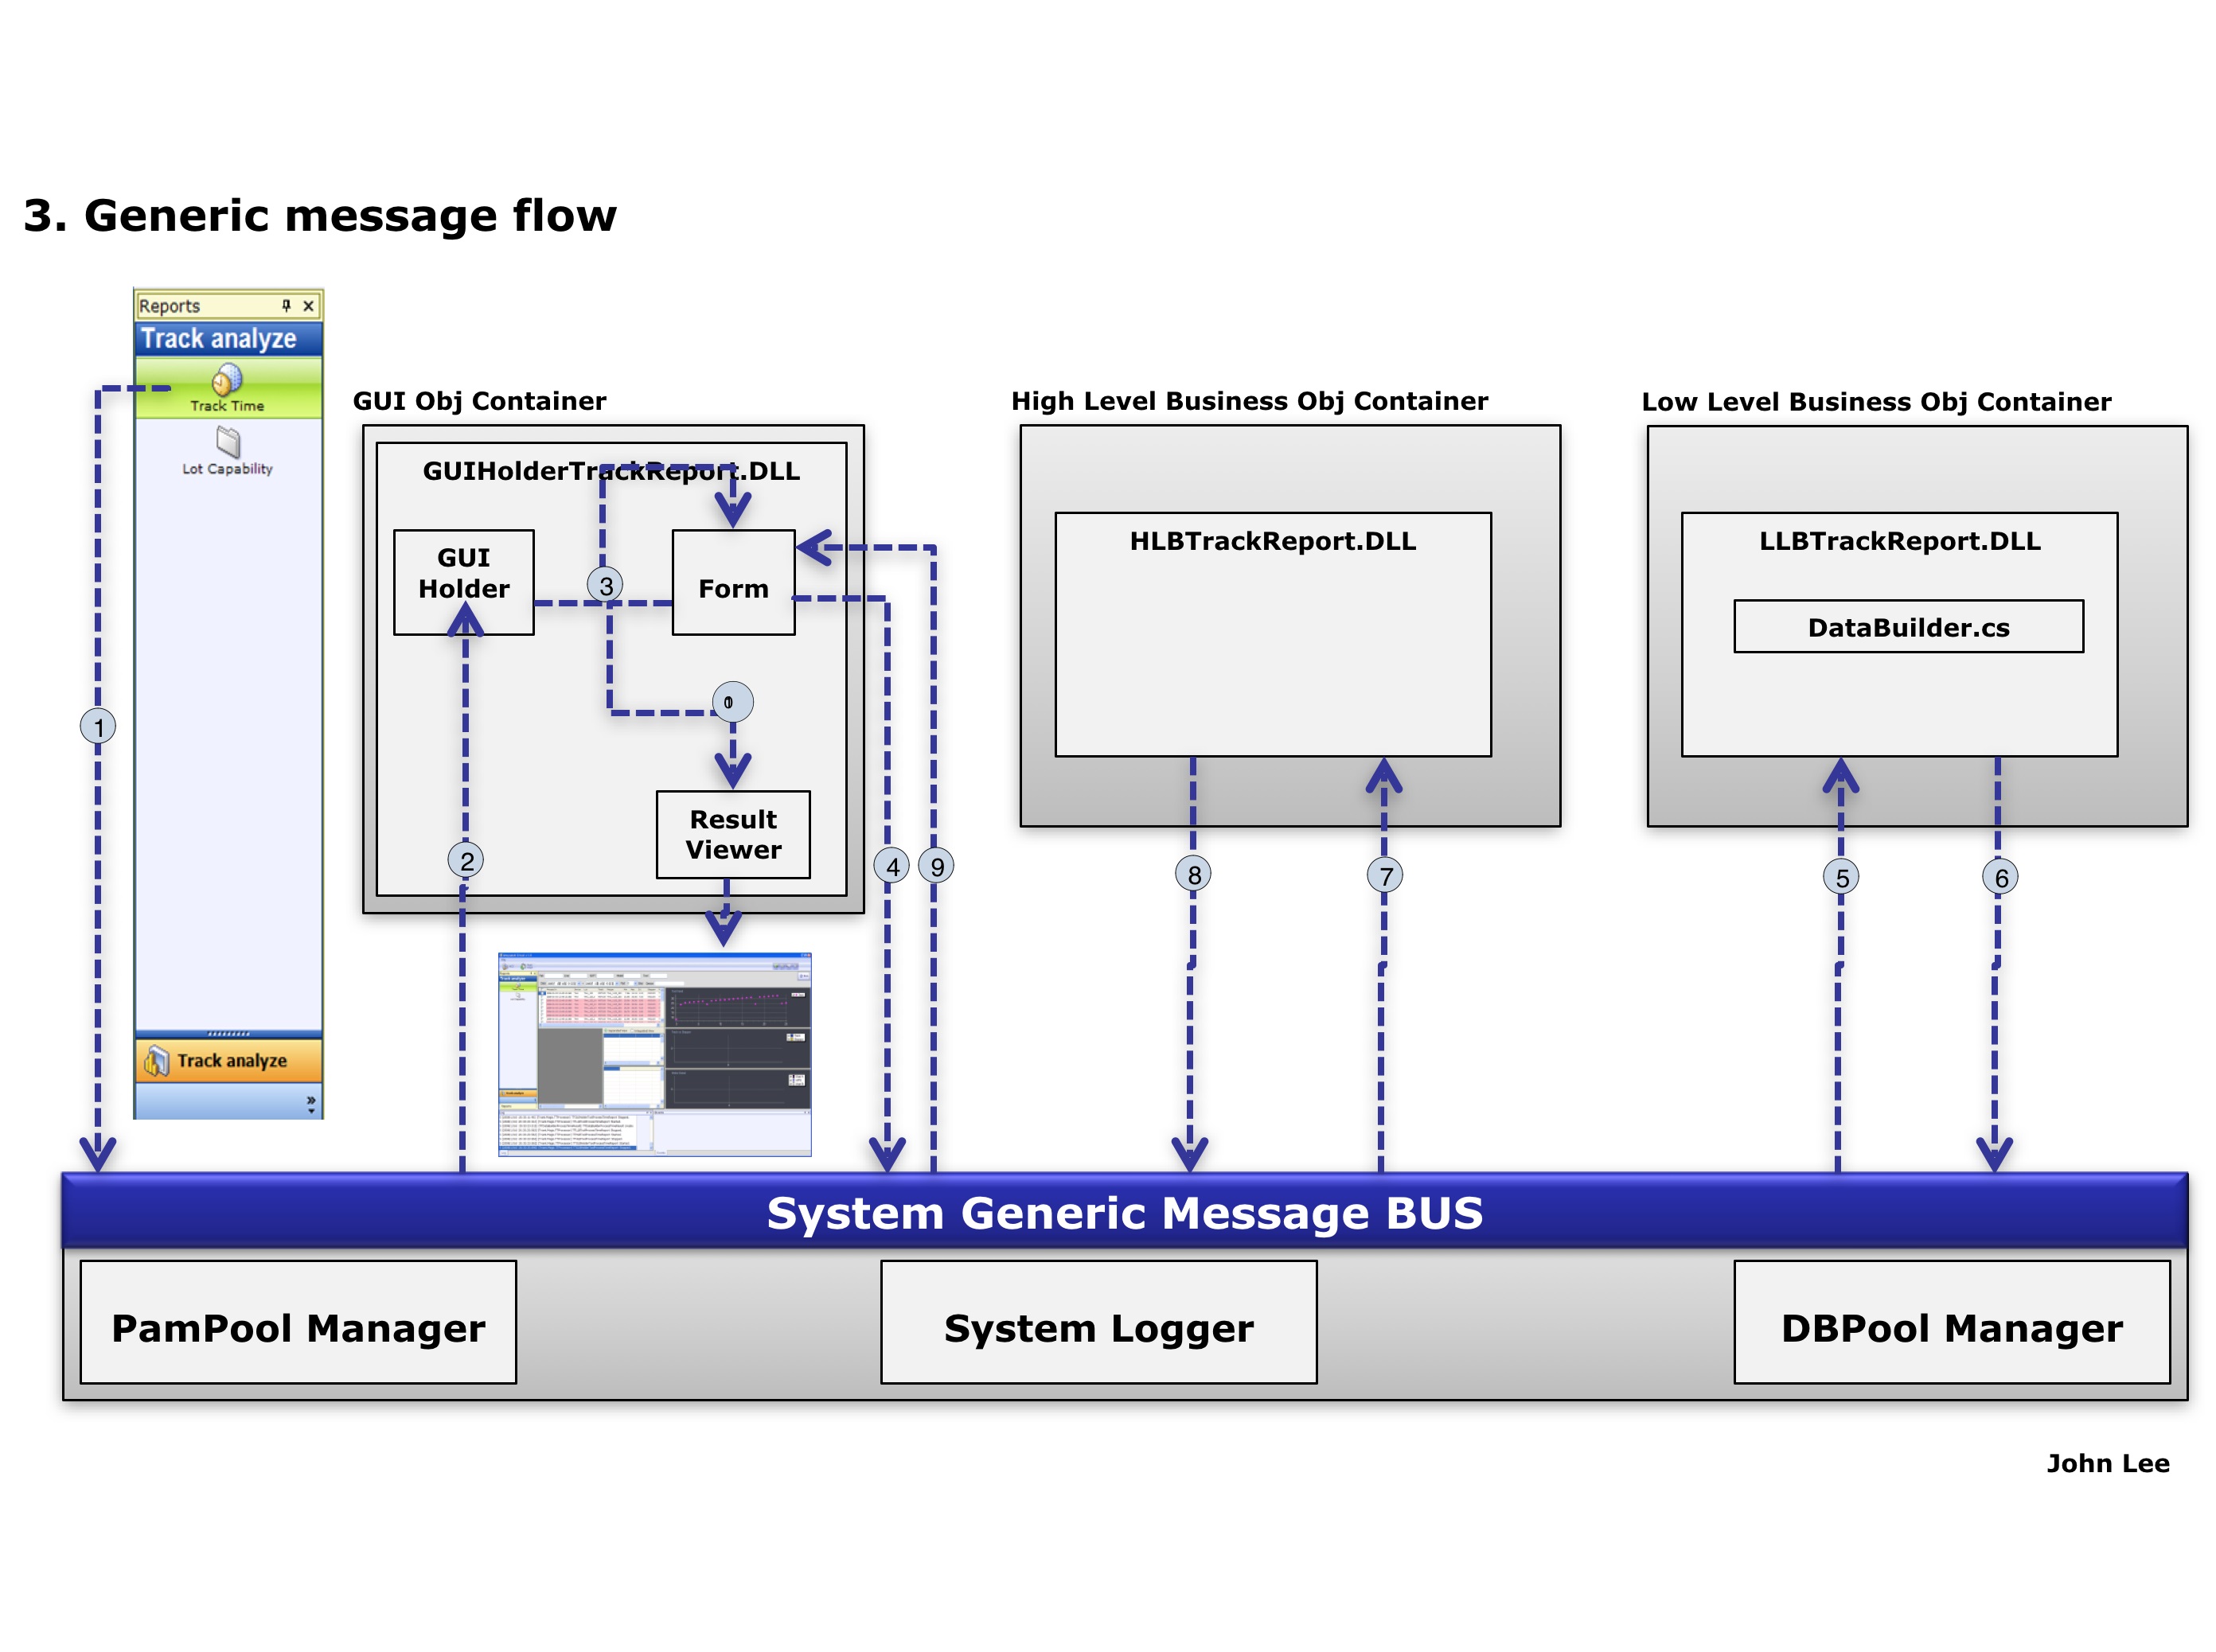 3. Generic message flow
Reports
Track analyze
Track Time
Lot Capability
Track analyze
»
GUI Obj Container
GUIHolderTrackReport.DLL
GUI
Holder
Form
Result
Viewer
High Level Business Obj Container
HLBTrackReport.DLL
Low Level Business Obj Container
LLBTrackReport.DLL
DataBuilder.cs
1
2
3
4
9
8
7
5
6
System Generic Message BUS
PamPool Manager
System Logger
DBPool Manager
John Lee